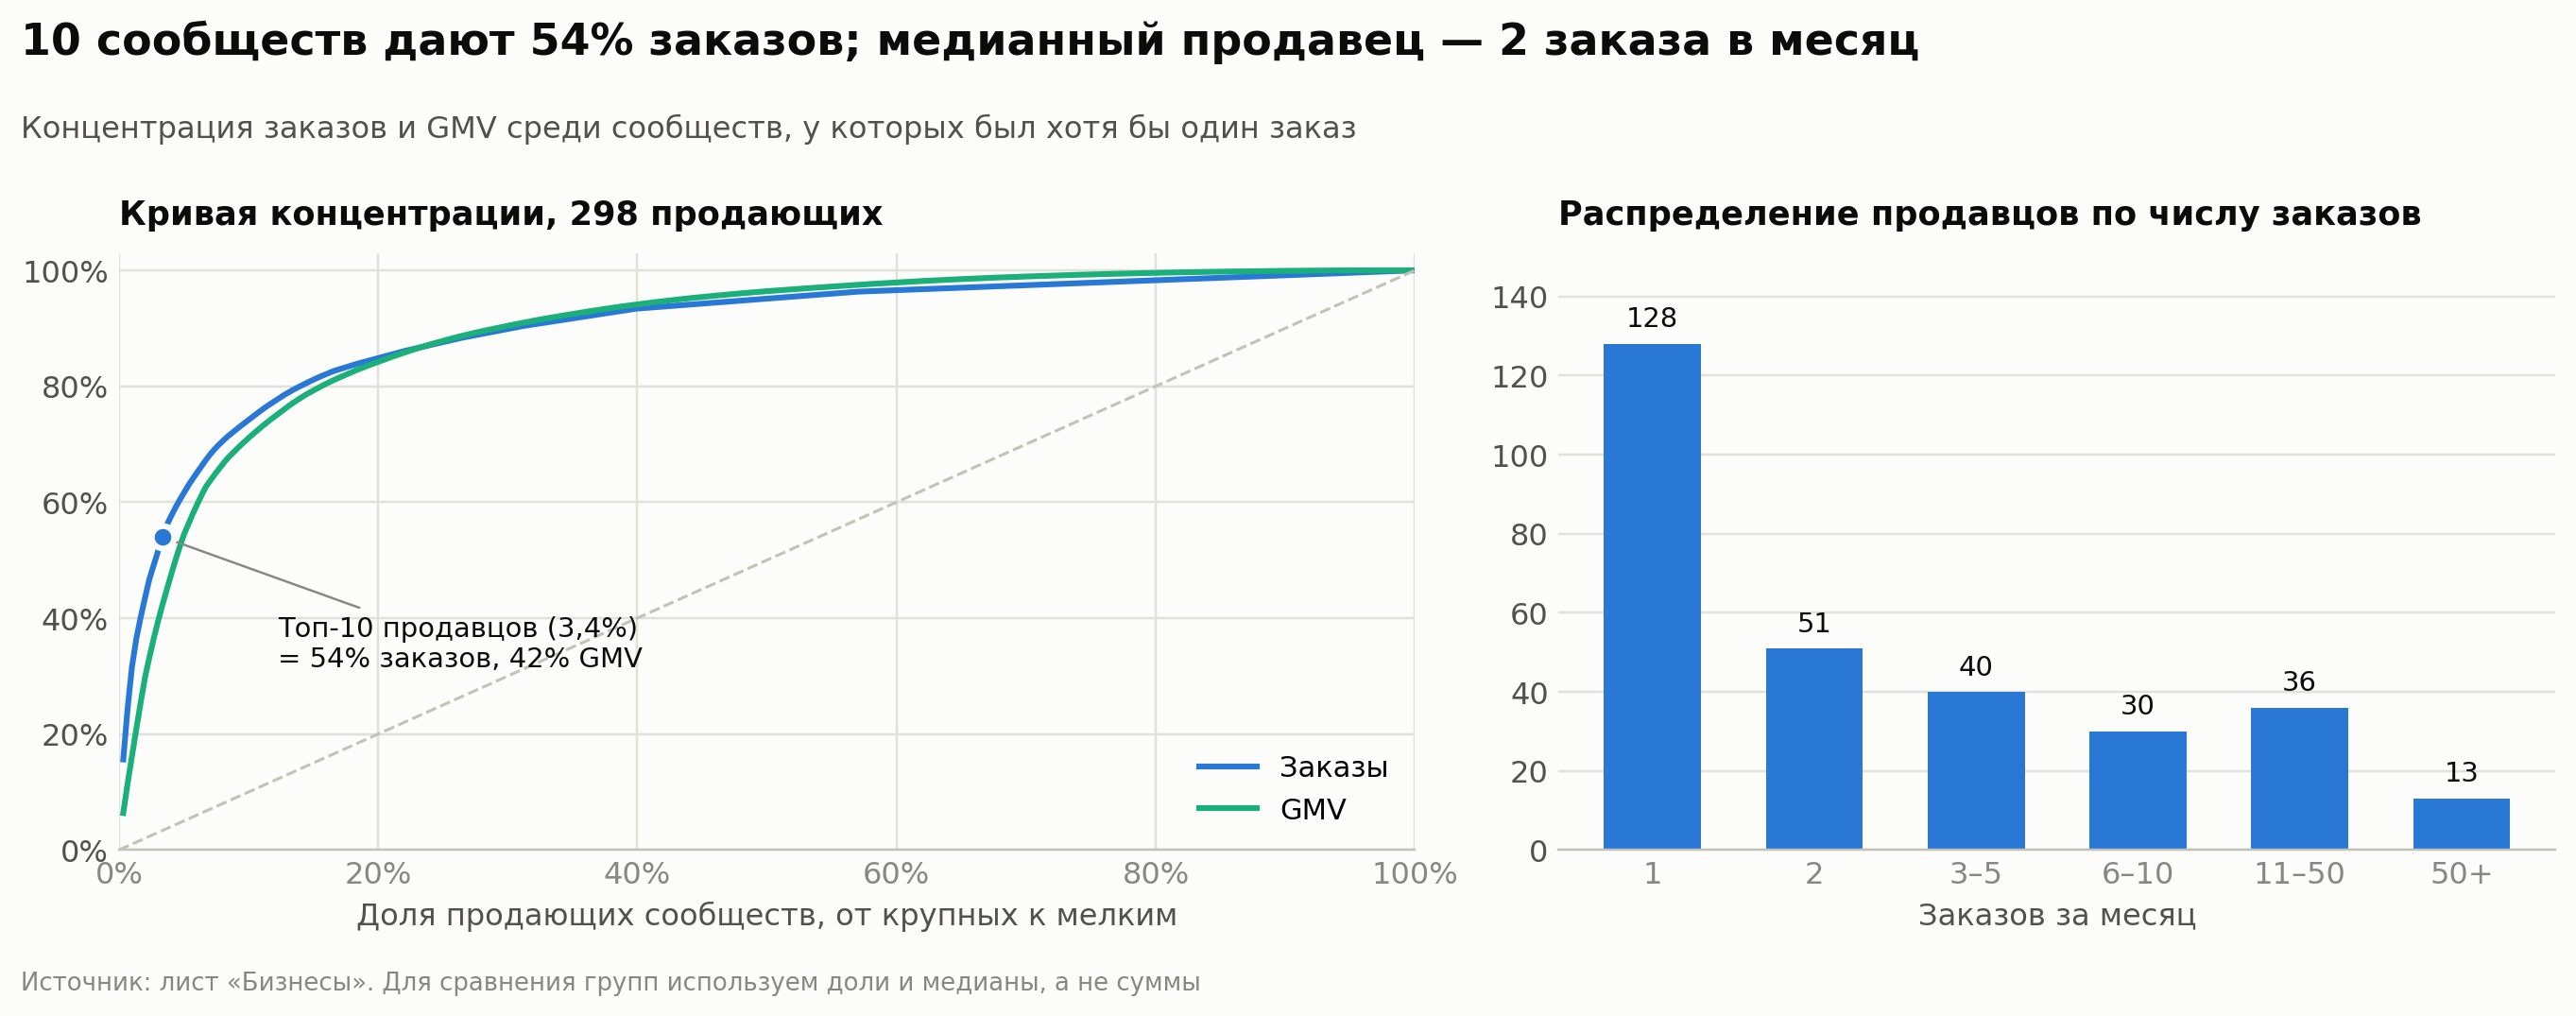 10 сообществ дают 54% заказов; медианный продавец — 2 заказа в месяц
Концентрация заказов и GMV среди сообществ, у которых был хотя бы один заказ
Кривая концентрации, 298 продающих
100%
80%
60%
40%
20%
0%
Топ-10 продавцов (3,4%)
= 54% заказов, 42% GMV
Заказы
GMV
0% 20% 40% 60% 80% 100%
Доля продающих сообществ, от крупных к мелким
Распределение продавцов по числу заказов
140
120
100
80
60
40
20
0
128
51
40
30
36
13
1 2 3–5 6–10 11–50 50+
Заказов за месяц
Источник: лист «Бизнесы». Для сравнения групп используем доли и медианы, а не суммы